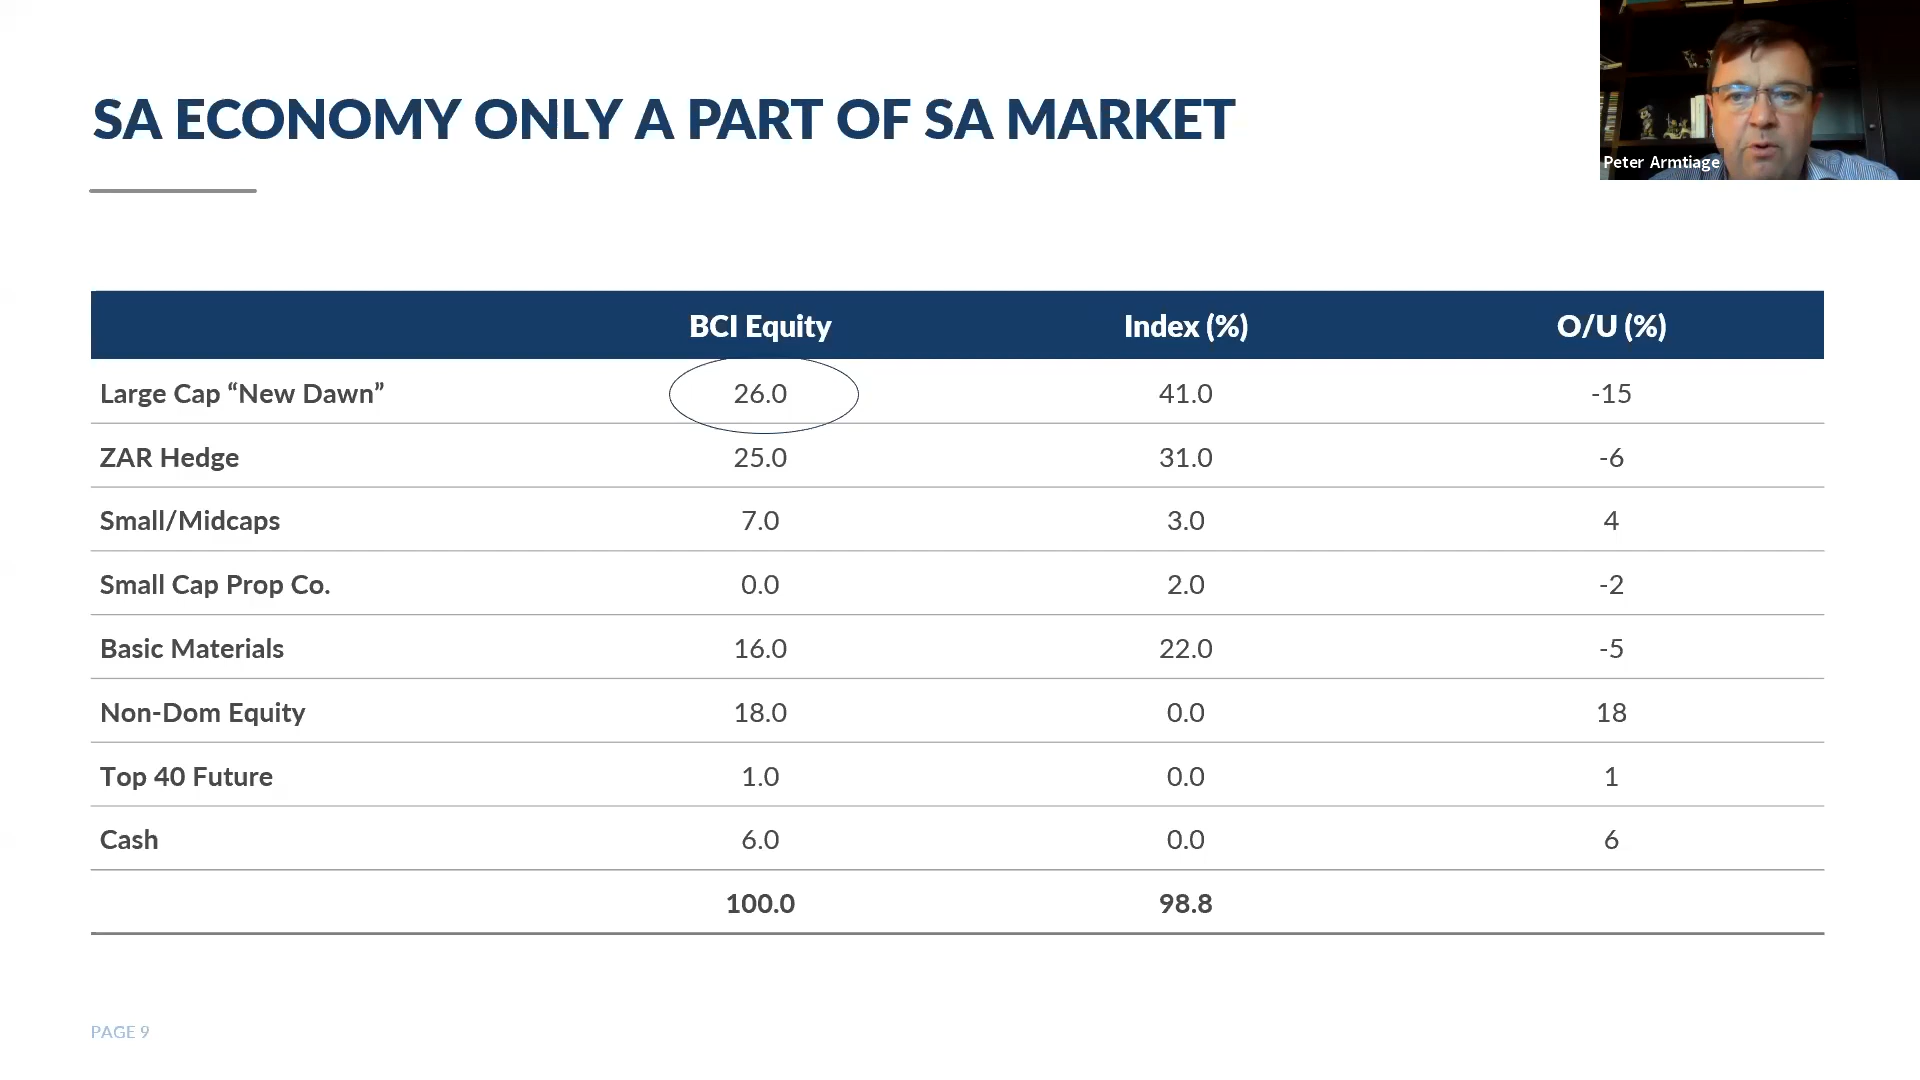 SA ECONOMY ONLY A PART OF SA MARKET
Peter Armtiage
BCI Equity Index (%) O/U (%)
Large Cap “New Dawn” 26.0 41.0 -15
ZAR Hedge 25.0 31.0 -6
Small/Midcaps 7.0 3.0 4
Small Cap Prop Co. 0.0 2.0 -2
Basic Materials 16.0 22.0 -5
Non-Dom Equity 18.0 0.0 18
Top 40 Future 1.0 0.0 1
Cash 6.0 0.0 6
100.0 98.8
PAGE 9